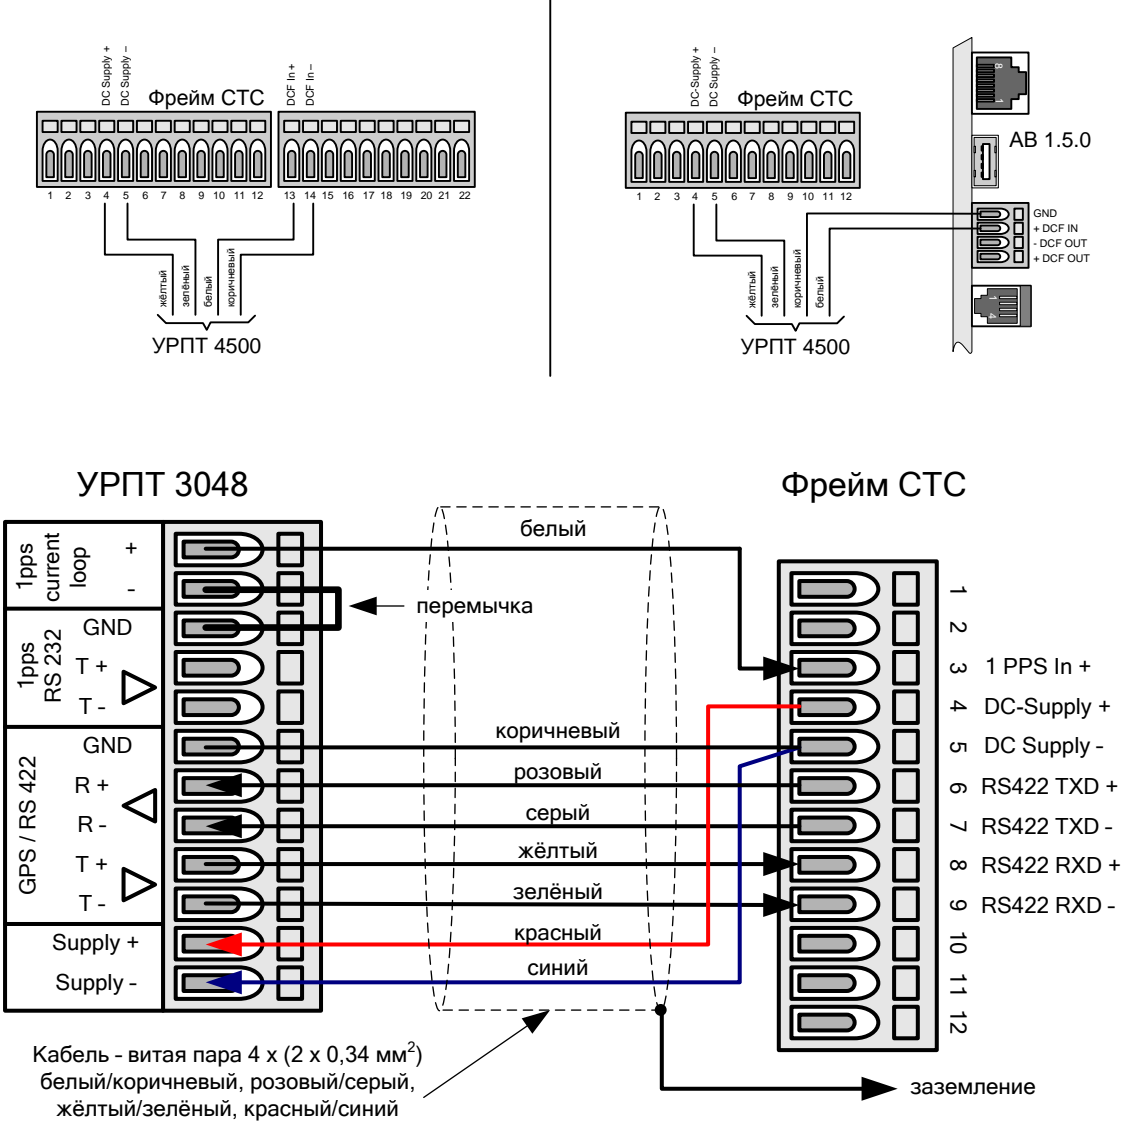 DC Supply +
DC Supply –
Фрейм СТС
DCF In +
DCF In –
1 2 3 4 5 6 7 8 9 10 11 12
13 14 15 16 17 18 19 20 21 22
жёлтый
зелёный
белый
коричневый
УРПТ 4500
DC-Supply +
DC Supply –
Фрейм СТС
1 2 3 4 5 6 7 8 9 10 11 12
жёлтый
зелёный
коричневый
белый
УРПТ 4500
8
1
АВ 1.5.0
GND
+ DCF IN
- DCF OUT
+ DCF OUT
1
4
УРПТ 3048
Фрейм СТС
1pps
current
loop
+
-
1pps
RS 232
GND
T +
T -
GPS / RS 422
GND
R +
R -
T +
T -
Supply +
Supply -
белый
перемычка
коричневый
розовый
серый
жёлтый
зелёный
красный
синий
1
2
3 1 PPS In +
4 DC-Supply +
5 DC Supply -
6 RS422 TXD +
7 RS422 TXD -
8 RS422 RXD +
9 RS422 RXD -
10
11
12
Кабель - витая пара 4 x (2 x 0,34 мм²)
белый/коричневый, розовый/серый,
жёлтый/зелёный, красный/синий
заземление